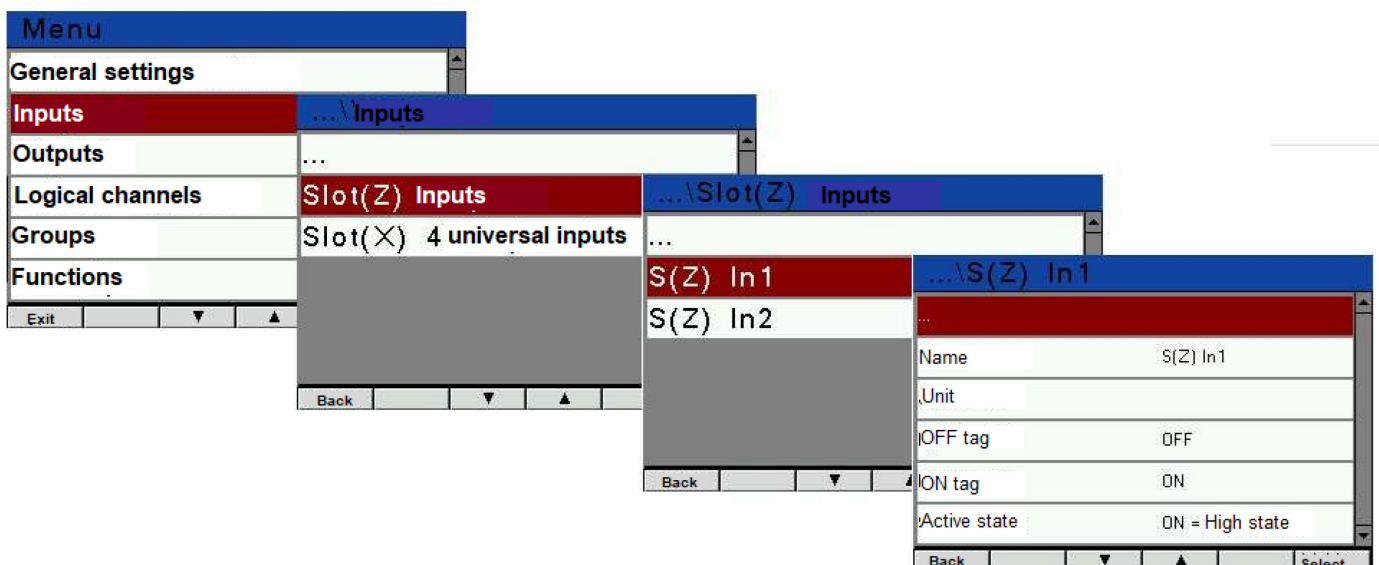 Menu
General settings
Inputs
Outputs
Logical channels
Groups
Functions
Exit
...\Inputs
...
Slot(Z) Inputs
Slot(X) 4 universal inputs
Back
...\Slot(Z) Inputs
...
S(Z) In1
S(Z) In2
Back
...\S(Z) In1
...
Name S(Z) In1
Unit
OFF tag OFF
ON tag ON
Active state ON = High state
Back Select